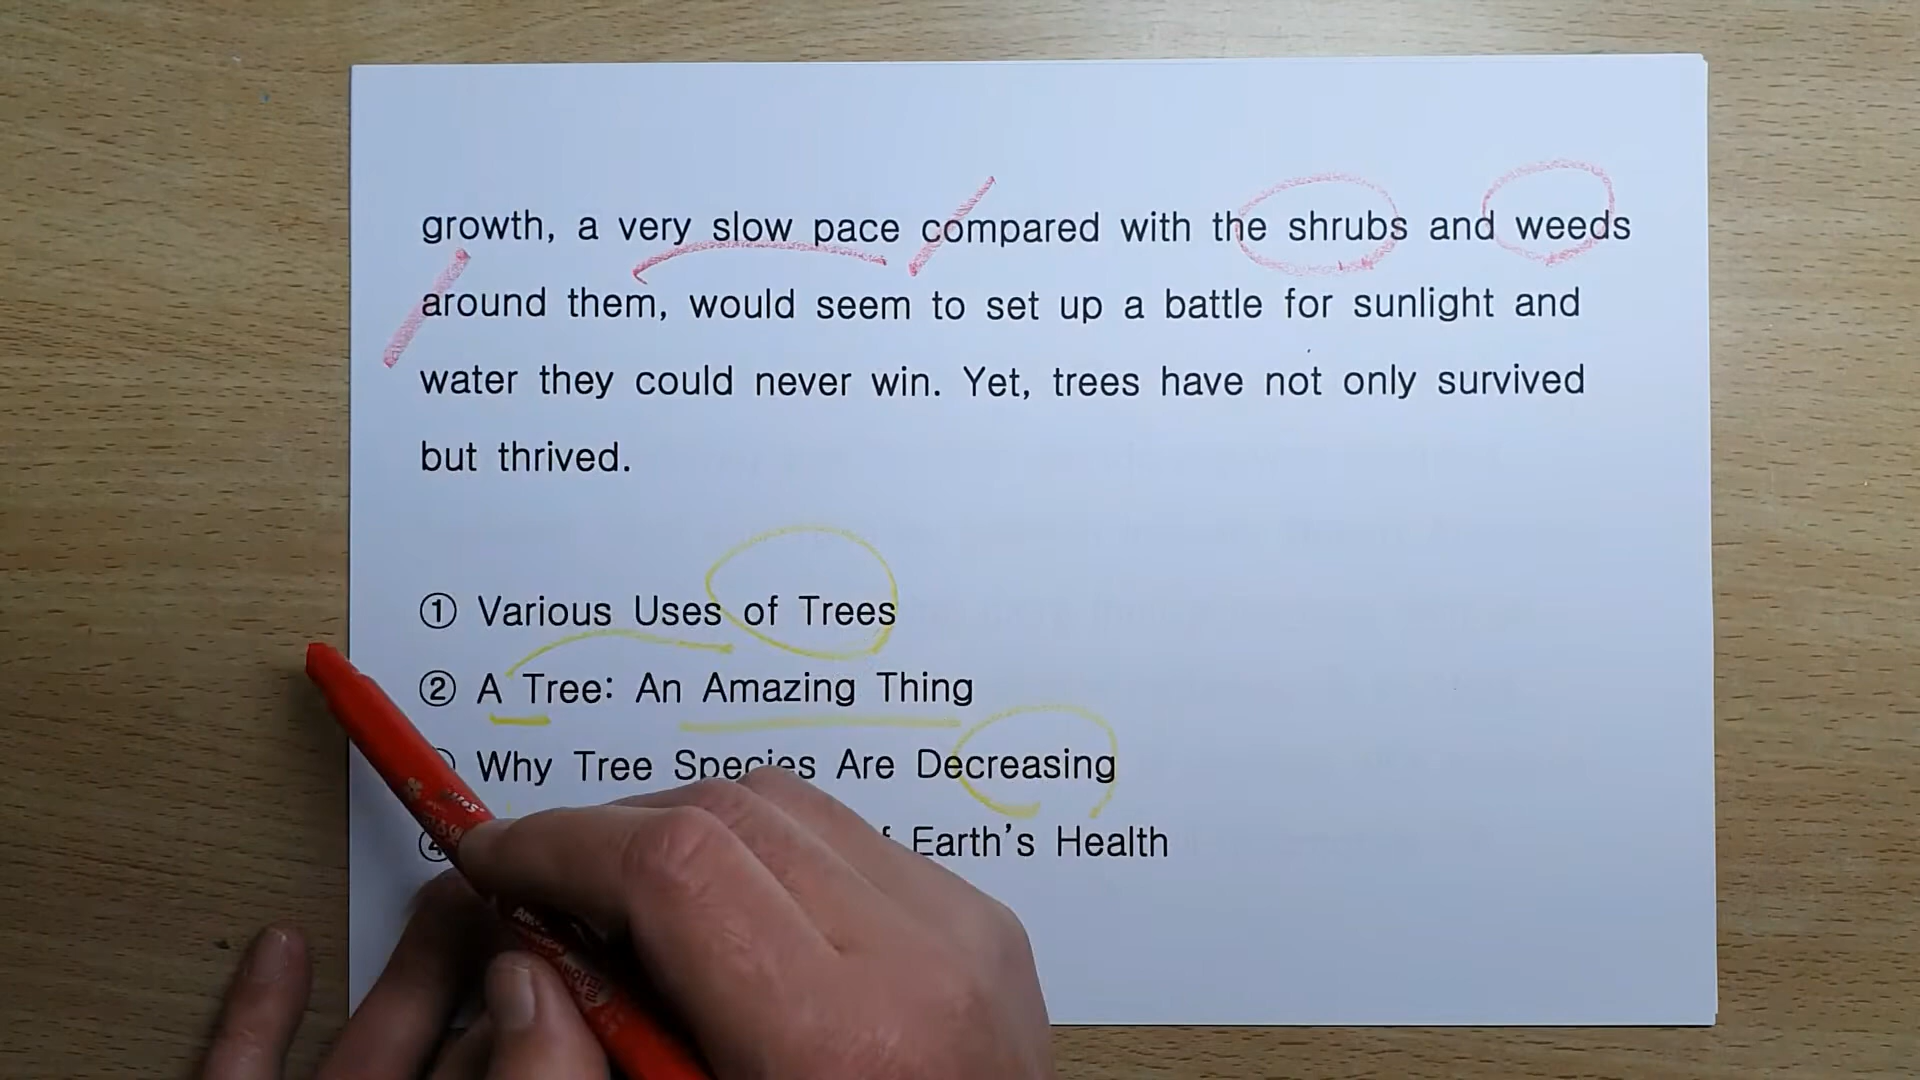 growth, a very slow pace compared with the shrubs and weeds
around them, would seem to set up a battle for sunlight and
water they could never win. Yet, trees have not only survived
but thrived.
① Various Uses of Trees
② A Tree: An Amazing Thing
Why Tree Species Are Decreasing
④ Earth's Health